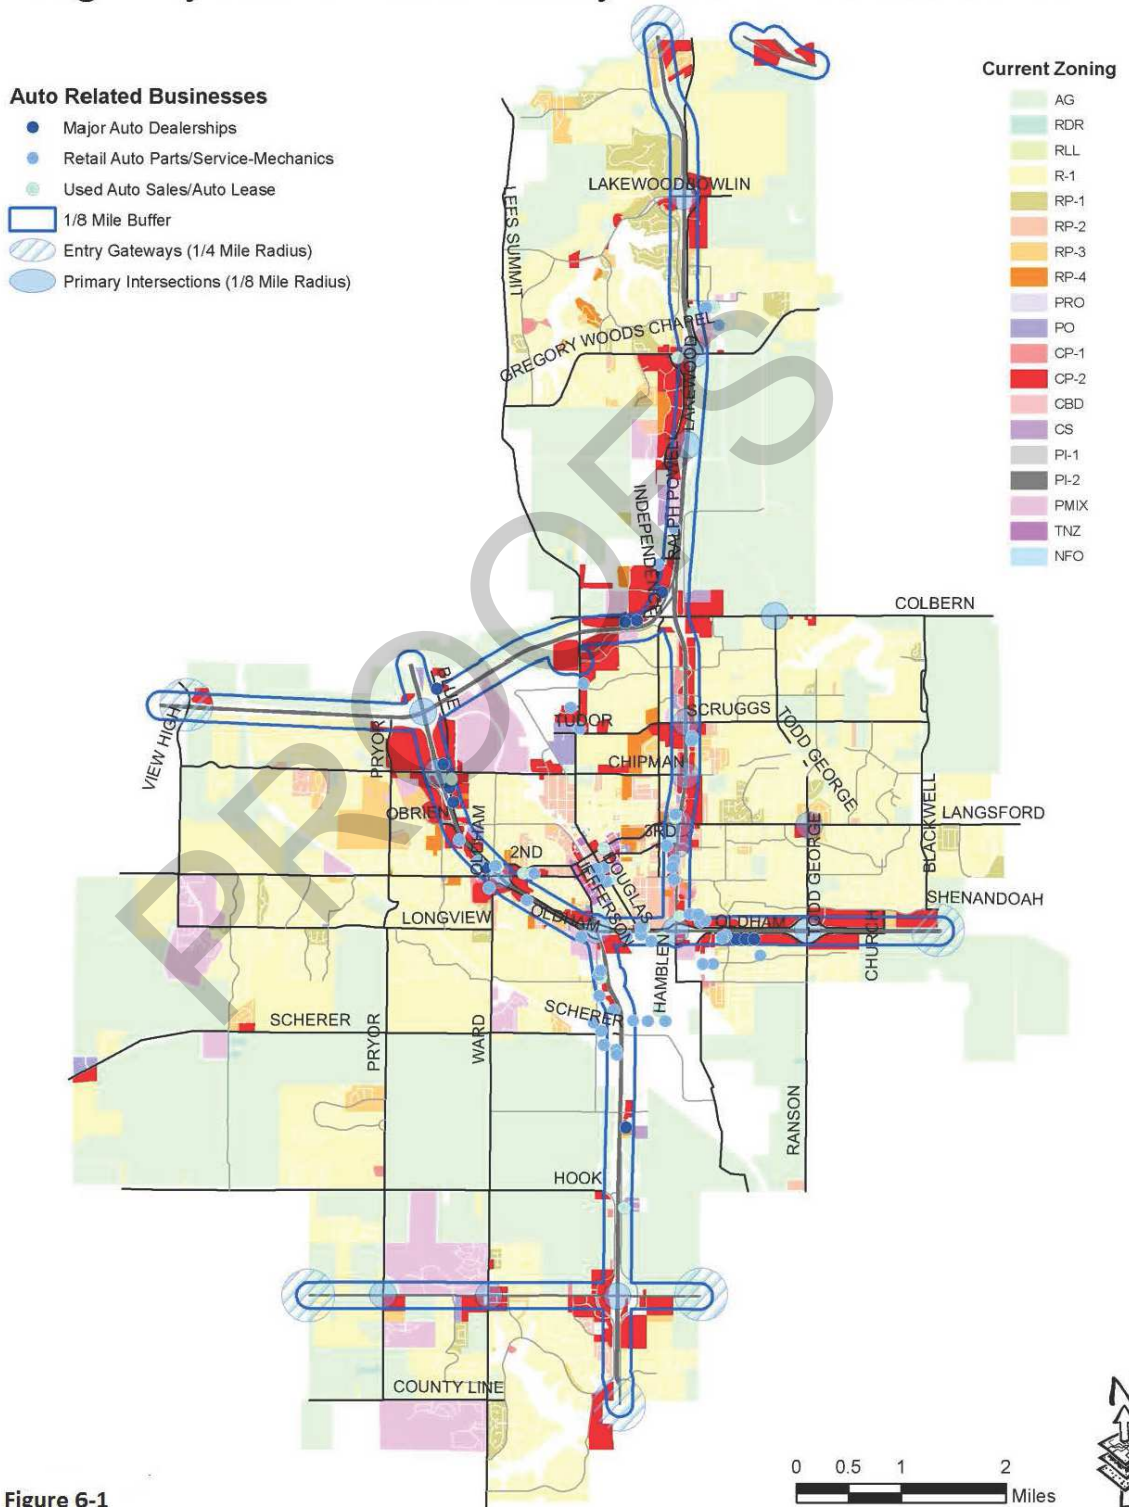 Auto Related Businesses
Major Auto Dealerships
Retail Auto Parts/Service-Mechanics
Used Auto Sales/Auto Lease
1/8 Mile Buffer
Entry Gateways (1/4 Mile Radius)
Primary Intersections (1/8 Mile Radius)
Current Zoning
AG
RDR
RLL
R-1
RP-1
RP-2
RP-3
RP-4
PRO
PO
CP-1
CP-2
CBD
CS
PI-1
PI-2
PMIX
TNZ
NFO
PROOFS
LEES SUMMIT
LAKEWOOD
BOWLIN
GREGORY
WOODS CHAPEL
LAKEWOOD
RALPH POWELL
INDEPENDENCE
COLBERN
BLUE
VIEW HIGH
PRYOR
TUDOR
SCRUGGS
TODD GEORGE
CHIPMAN
OBRIEN
OLDHAM
2ND
3RD
LANGSFORD
BLACKWELL
TODD GEORGE
DOUGLAS
JEFFERSON
SHENANDOAH
LONGVIEW
OLDHAM
OLDHAM
CHURCH
HAMBLEN
SCHERER
SCHERER
PRYOR
WARD
RANSON
HOOK
COUNTY LINE
0 0.5 1 2
Miles
N
Figure 6-1